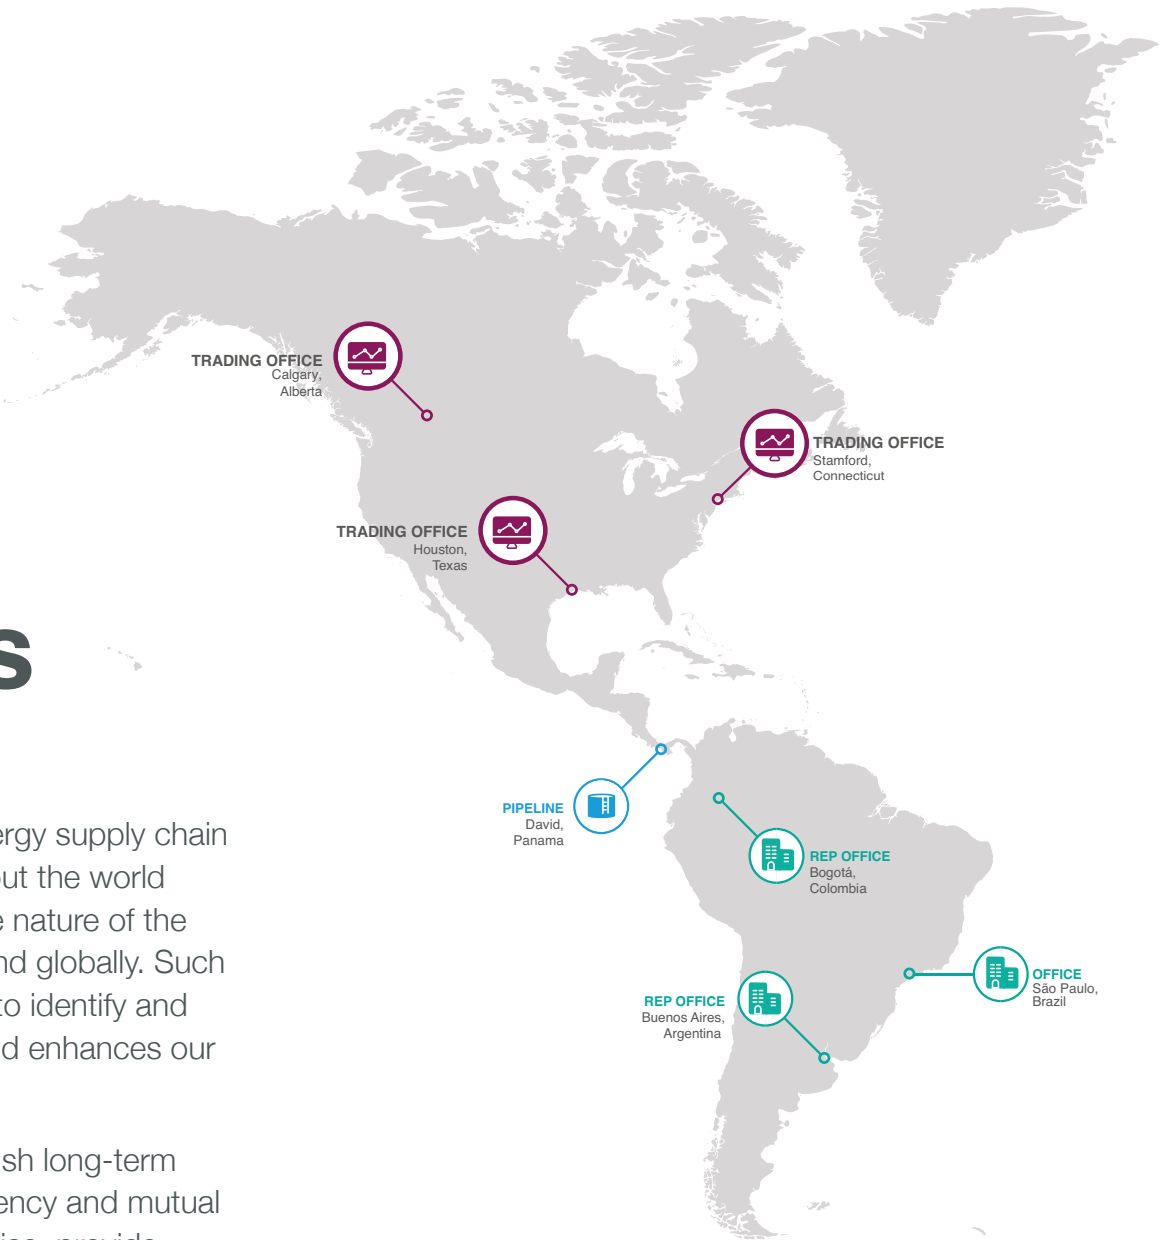 TRADING OFFICE
Calgary,
Alberta
TRADING OFFICE
Stamford,
Connecticut
TRADING OFFICE
Houston,
Texas
s
PIPELINE
David,
Panama
REP OFFICE
Bogotá,
Colombia
OFFICE
São Paulo,
Brazil
REP OFFICE
Buenos Aires,
Argentina
ergy supply chain
out the world
e nature of the
nd globally. Such
to identify and
d enhances our
sh long-term
ency and mutual